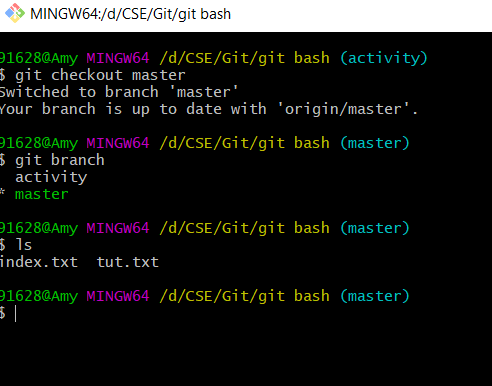 MINGW64:/d/CSE/Git/git bash
91628@Amy MINGW64 /d/CSE/Git/git bash (activity)
$ git checkout master
Switched to branch 'master'
Your branch is up to date with 'origin/master'.
91628@Amy MINGW64 /d/CSE/Git/git bash (master)
$ git branch
  activity
* master
91628@Amy MINGW64 /d/CSE/Git/git bash (master)
$ ls
index.txt  tut.txt
91628@Amy MINGW64 /d/CSE/Git/git bash (master)
$